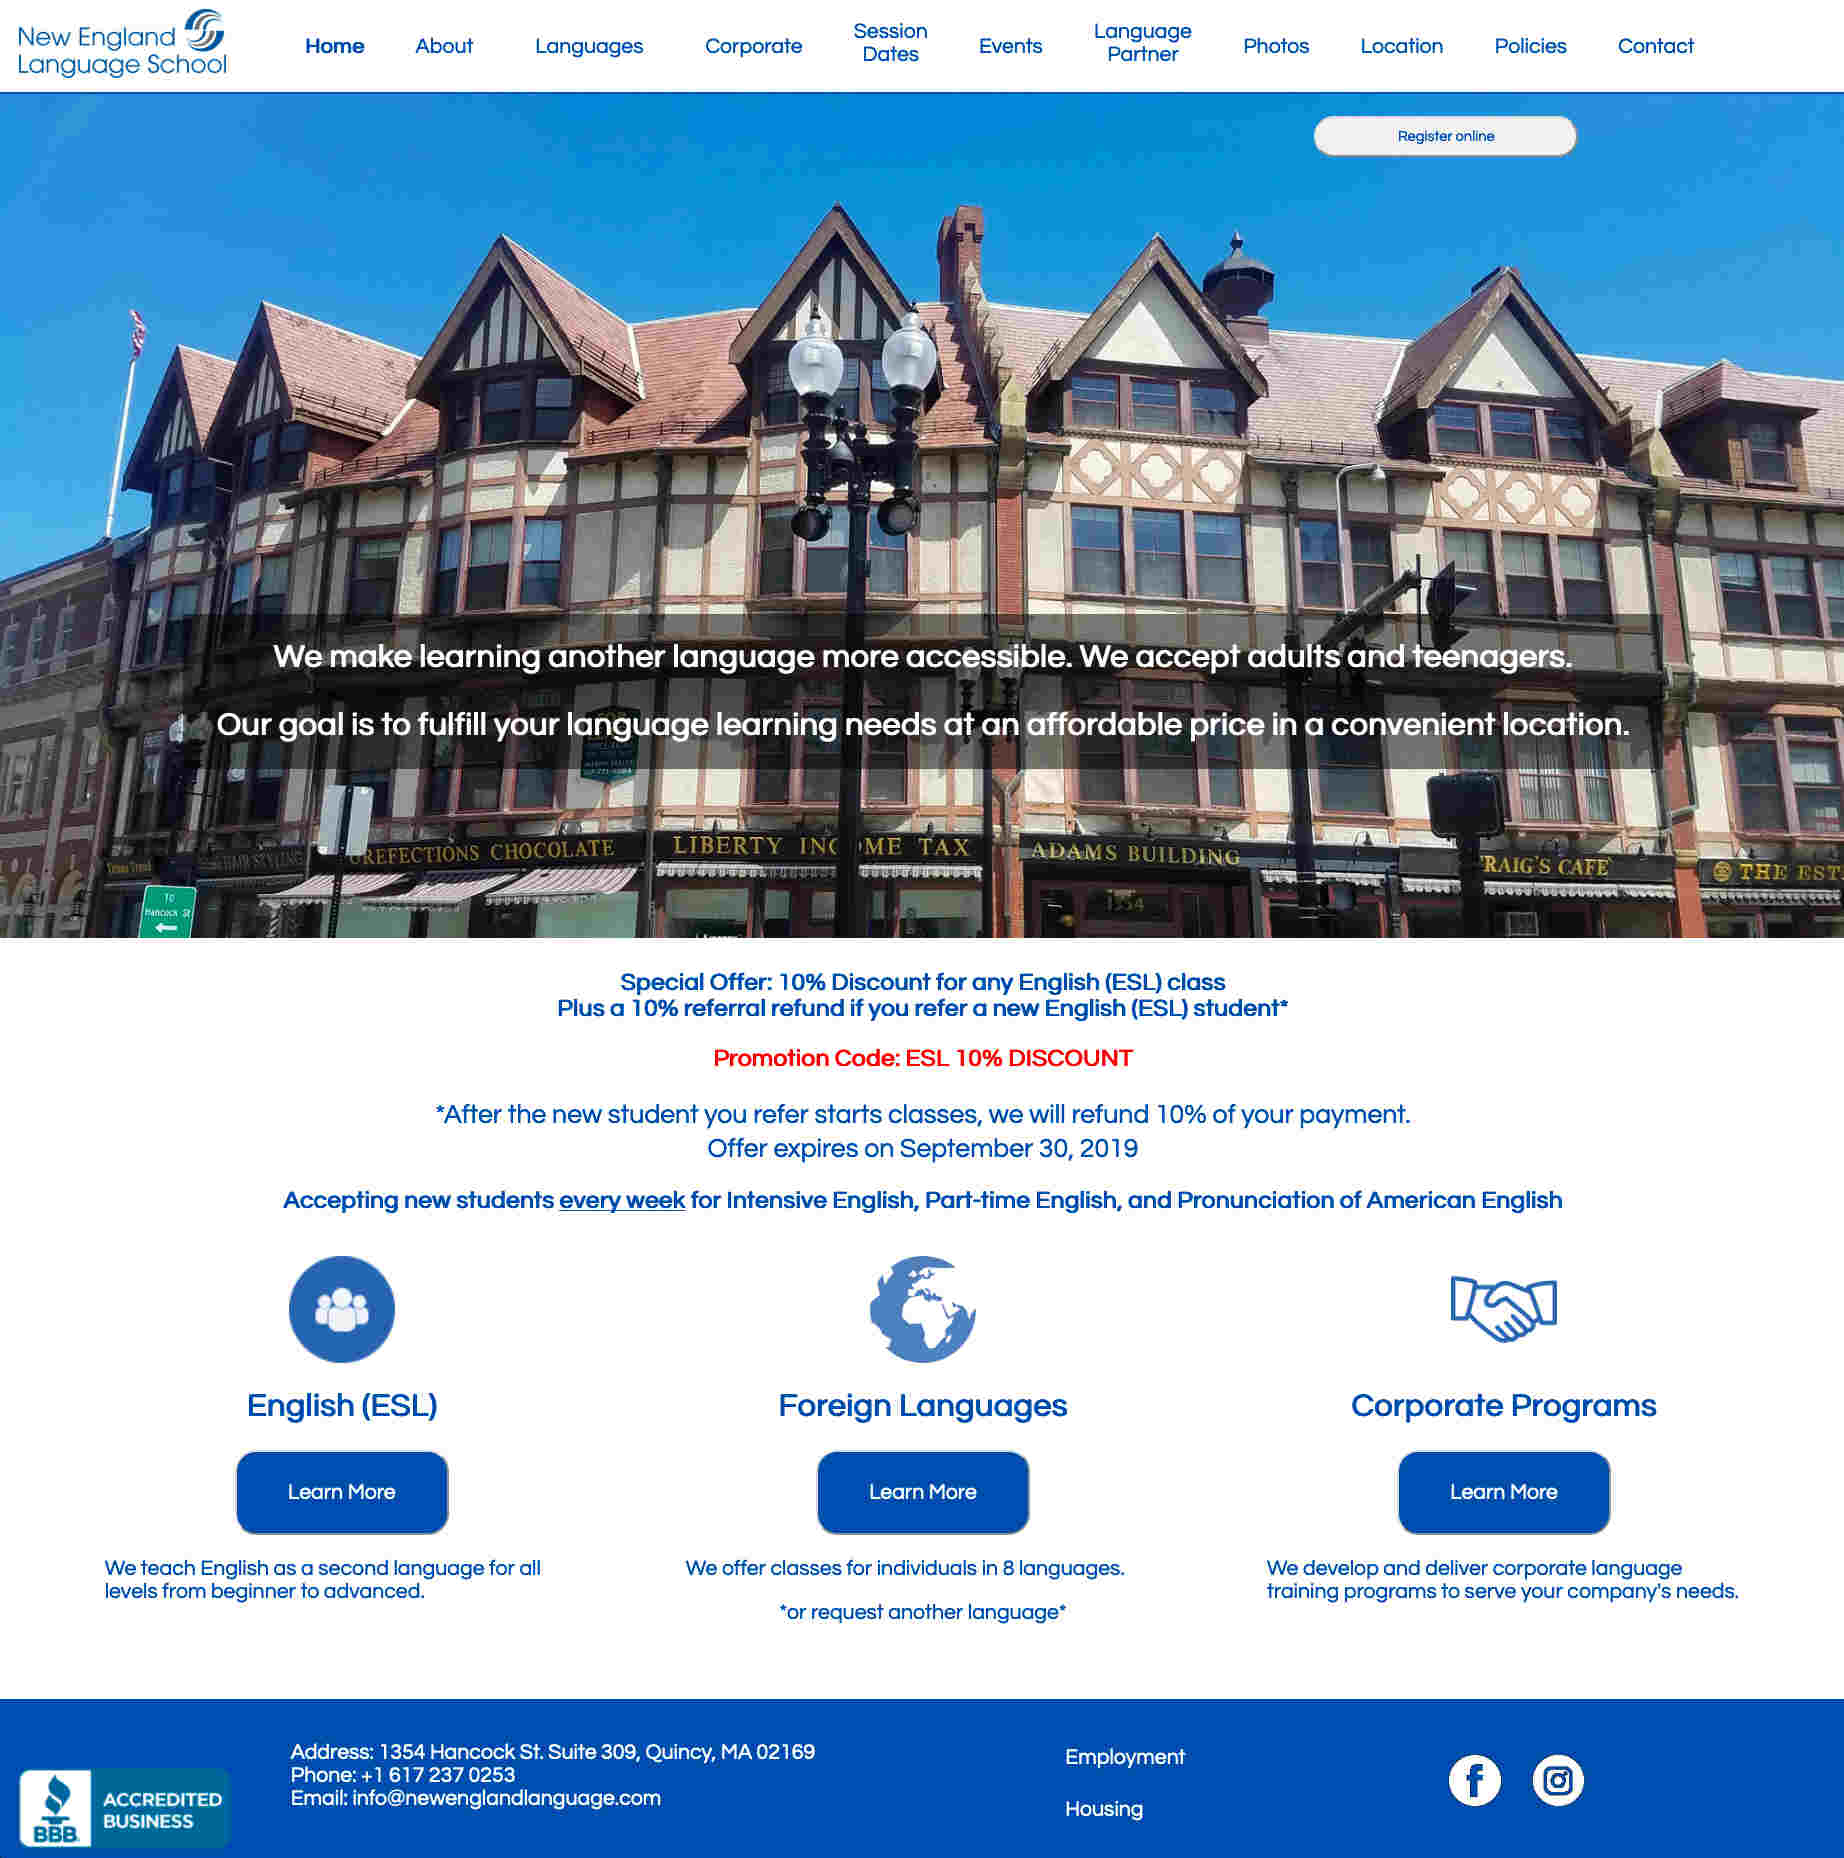 New England
Language School
Home
About
Languages
Corporate
Session
Dates
Events
Language
Partner
Photos
Location
Policies
Contact
Register online
We make learning another language more accessible. We accept adults and teenagers.
Our goal is to fulfill your language learning needs at an affordable price in a convenient location.
HAIR STYLING
PUREFECTIONS CHOCOLATE
LIBERTY INCOME TAX
ADAMS BUILDING
CRAIG'S CAFE
THE EST
1354
TO
Hancock St
Special Offer: 10% Discount for any English (ESL) class
Plus a 10% referral refund if you refer a new English (ESL) student*
Promotion Code: ESL 10% DISCOUNT
*After the new student you refer starts classes, we will refund 10% of your payment.
Offer expires on September 30, 2019
Accepting new students every week for Intensive English, Part-time English, and Pronunciation of American English
English (ESL)
Foreign Languages
Corporate Programs
Learn More
Learn More
Learn More
We teach English as a second language for all
levels from beginner to advanced.
We offer classes for individuals in 8 languages.
*or request another language*
We develop and deliver corporate language
training programs to serve your company's needs.
BBB.
ACCREDITED
BUSINESS
Address: 1354 Hancock St. Suite 309, Quincy, MA 02169
Phone: +1 617 237 0253
Email: info@newenglandlanguage.com
Employment
Housing